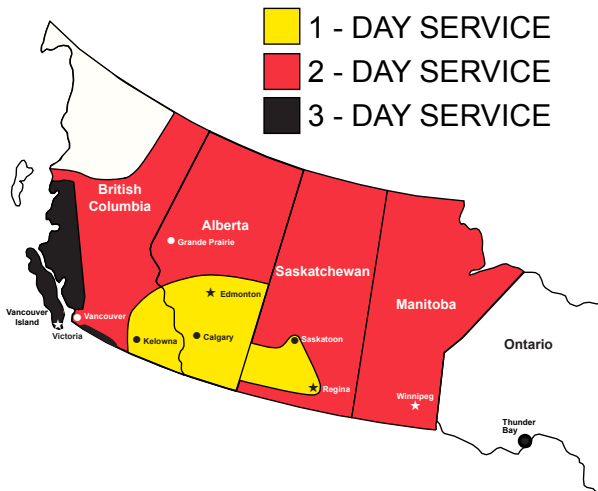 1 - DAY SERVICE
2 - DAY SERVICE
3 - DAY SERVICE
British
Columbia
Alberta
Grande Prairie
Saskatchewan
Edmonton
Manitoba
Vancouver
Island
Vancouver
Victoria
Kelowna
Calgary
Saskatoon
Ontario
Regina
Winnipeg
Thunder
Bay